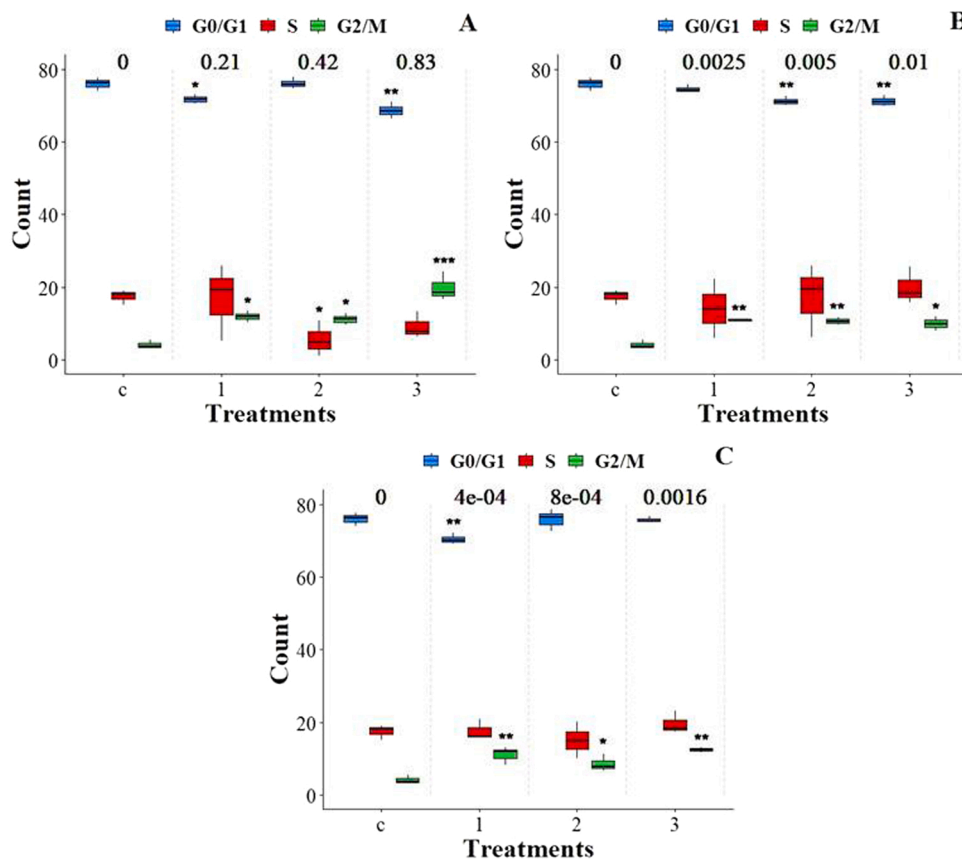 G0/G1 S G2/M A
0 0.21 0.42 0.83
80
60
40
20
0
Count
* ** * * * ***
c 1 2 3
Treatments
G0/G1 S G2/M B
0 0.0025 0.005 0.01
80
60
40
20
0
Count
** ** ** ** *
c 1 2 3
Treatments
G0/G1 S G2/M C
0 4e-04 8e-04 0.0016
80
60
40
20
0
Count
** ** * **
c 1 2 3
Treatments